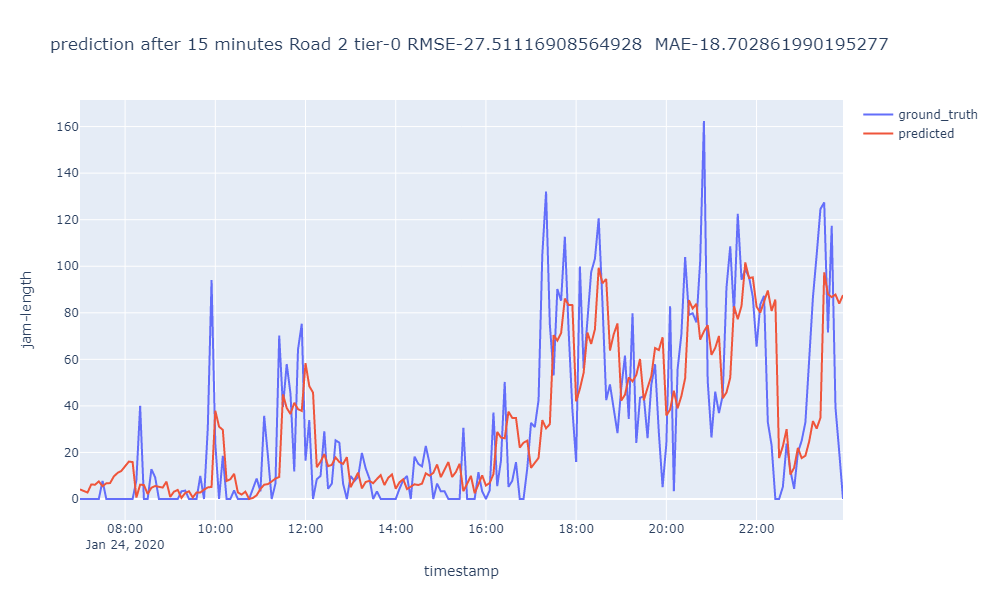 prediction after 15 minutes Road 2 tier-0 RMSE-27.51116908564928  MAE-18.702861990195277
ground_truth
predicted
160
140
120
100
80
60
40
20
0
jam-length
08:00 10:00 12:00 14:00 16:00 18:00 20:00 22:00
Jan 24, 2020
timestamp